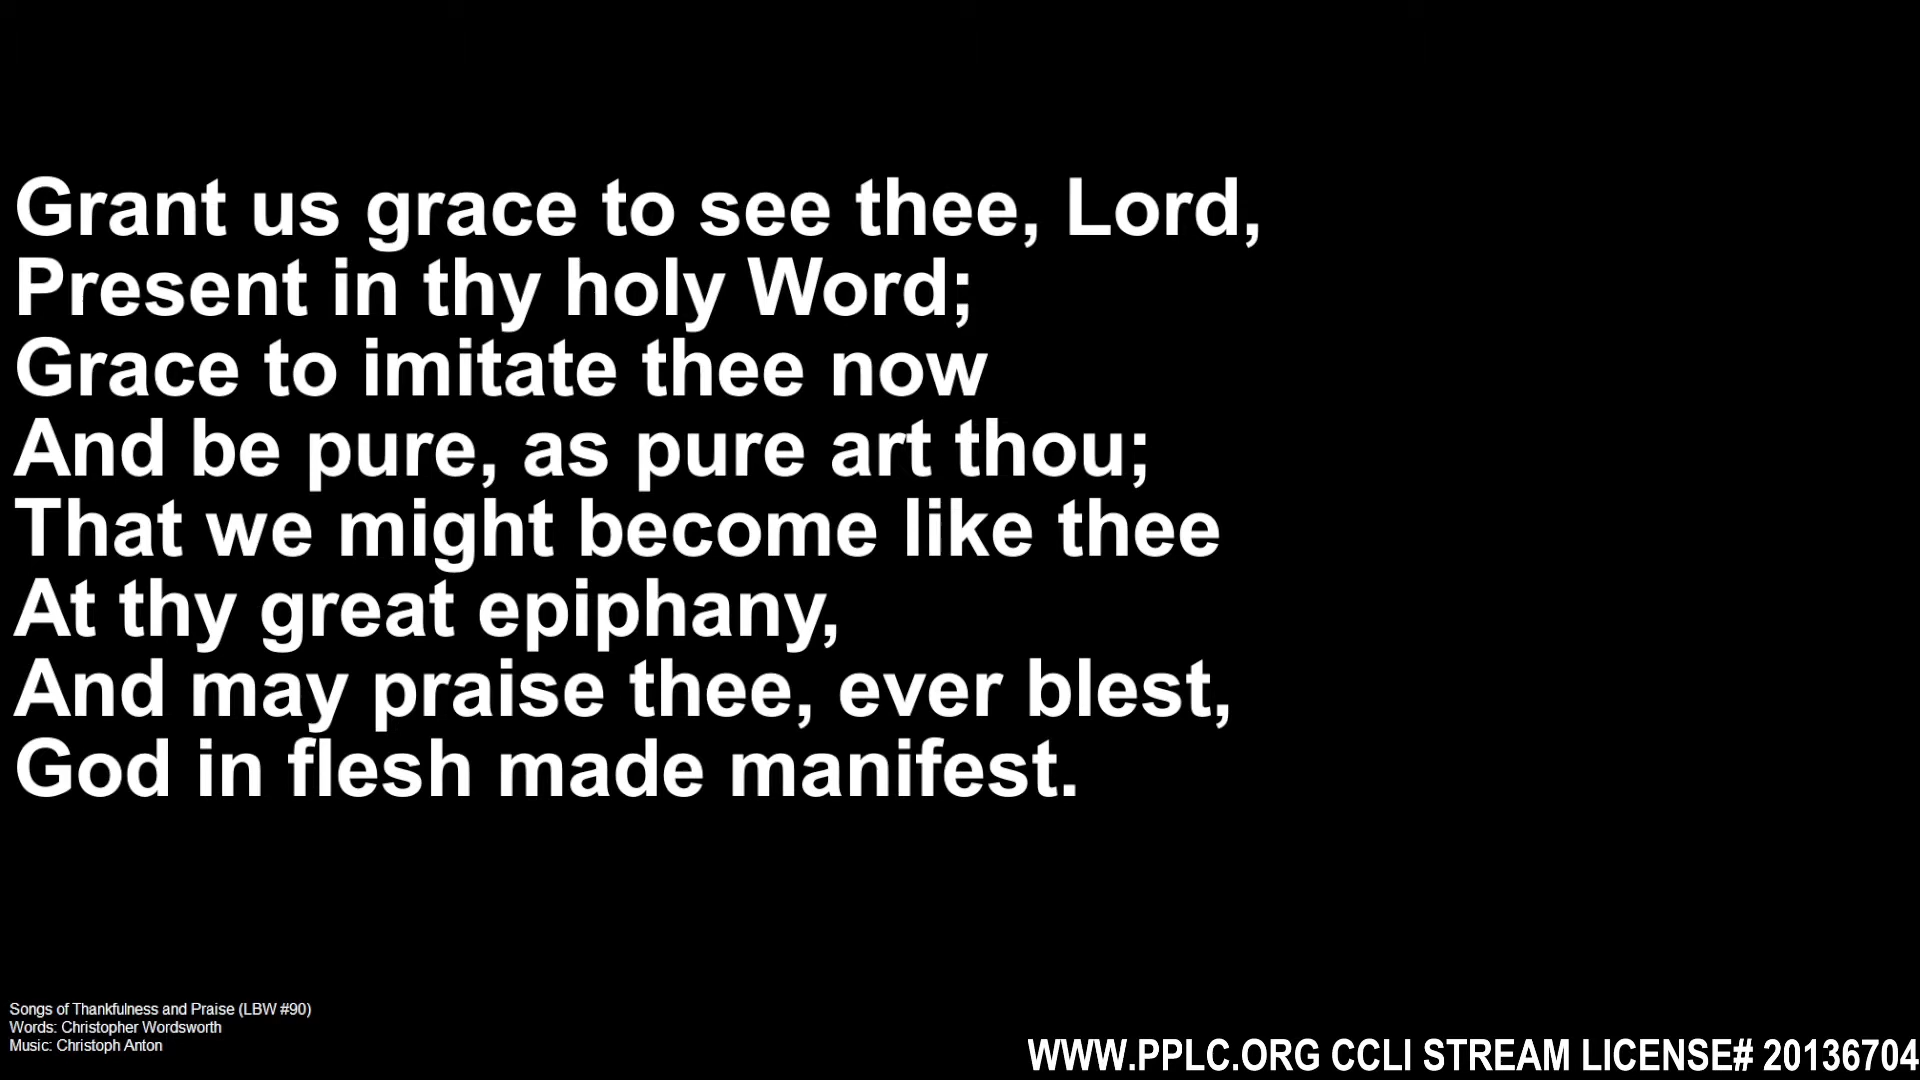 Grant us grace to see thee, Lord,
Present in thy holy Word;
Grace to imitate thee now
And be pure, as pure art thou;
That we might become like thee
At thy great epiphany,
And may praise thee, ever blest,
God in flesh made manifest.
Songs of Thankfulness and Praise (LBW #90)
Words: Christopher Wordsworth
Music: Christoph Anton
WWW.PPLC.ORG CCLI STREAM LICENSE# 20136704